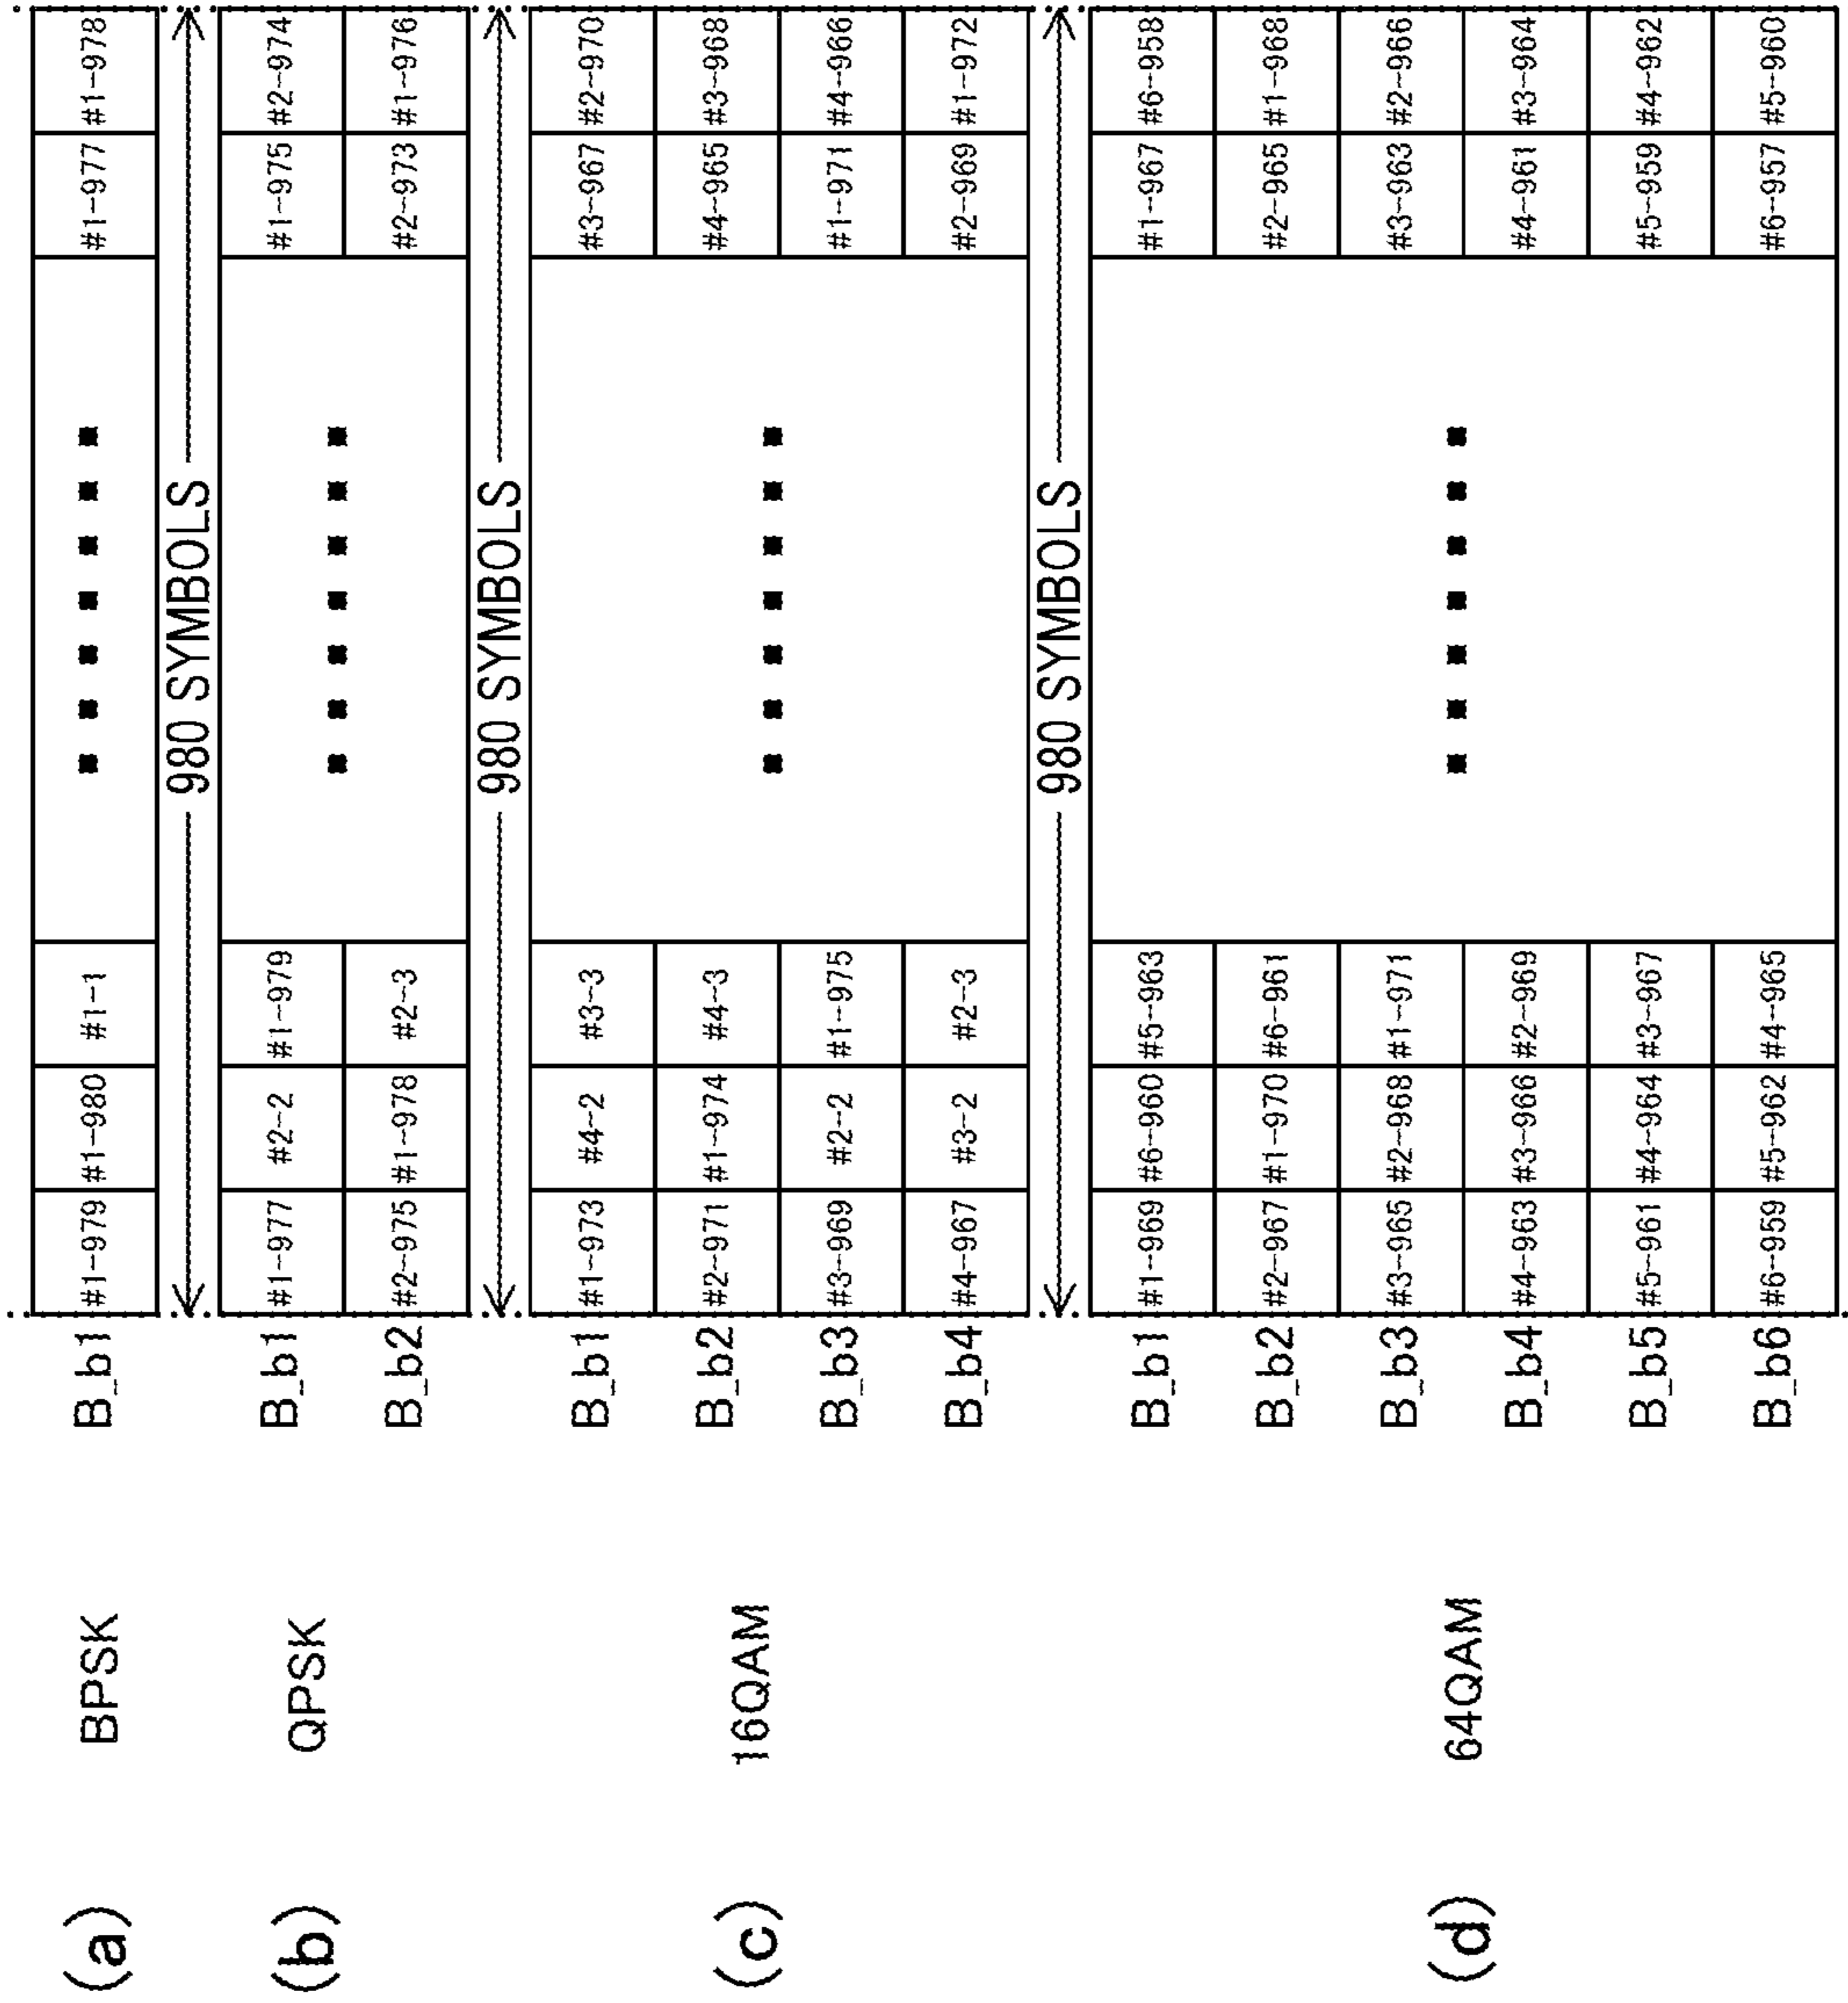 (a) BPSK
B_b1 #1-979 #1-980 #1-1 #1-977 #1-978
980 SYMBOLS
(b) QPSK
B_b1 #1-977 #2-2 #1-979 #1-975 #2-974
B_b2 #2-975 #1-978 #2-3 #2-973 #1-976
980 SYMBOLS
(c) 16QAM
B_b1 #1-973 #4-2 #3-3 #3-967 #2-970
B_b2 #2-971 #1-974 #4-3 #4-965 #3-968
B_b3 #3-969 #2-2 #1-975 #1-971 #4-966
B_b4 #4-967 #3-2 #2-3 #2-969 #1-972
980 SYMBOLS
(d) 64QAM
B_b1 #1-969 #6-960 #5-963 #1-967 #6-958
B_b2 #2-967 #1-970 #6-961 #2-965 #1-968
B_b3 #3-965 #2-968 #1-971 #3-963 #2-966
B_b4 #4-963 #3-966 #2-969 #4-961 #3-964
B_b5 #5-961 #4-964 #3-967 #5-959 #4-962
B_b6 #6-959 #5-962 #4-965 #6-957 #5-960